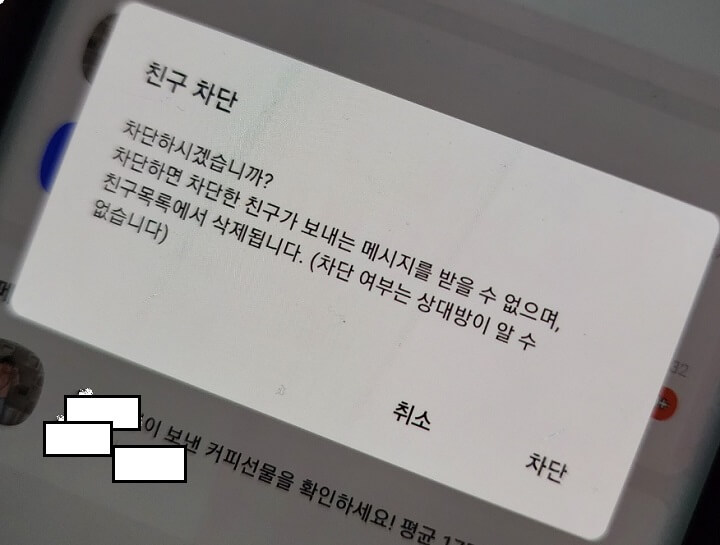 친구 차단
차단하시겠습니까?
차단하면 차단한 친구가 보내는 메시지를 받을 수 없으며,
친구목록에서 삭제됩니다. (차단 여부는 상대방이 알 수
없습니다)
32
취소
차단
이 보낸 커피선물을 확인하세요! 평균